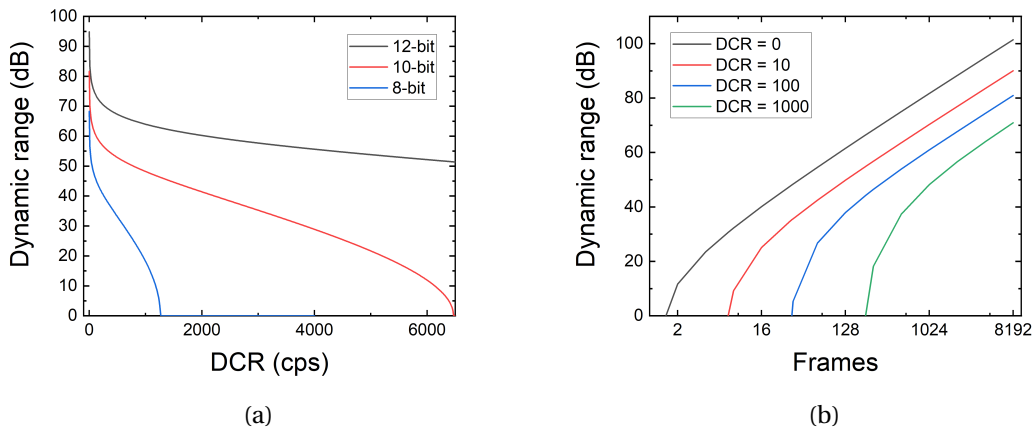 100
90
80
70
60
50
40
30
20
10
0
Dynamic range (dB)
12-bit
10-bit
8-bit
0 2000 4000 6000
DCR (cps)
(a)
100
80
60
40
20
0
Dynamic range (dB)
DCR = 0
DCR = 10
DCR = 100
DCR = 1000
2 16 128 1024 8192
Frames
(b)